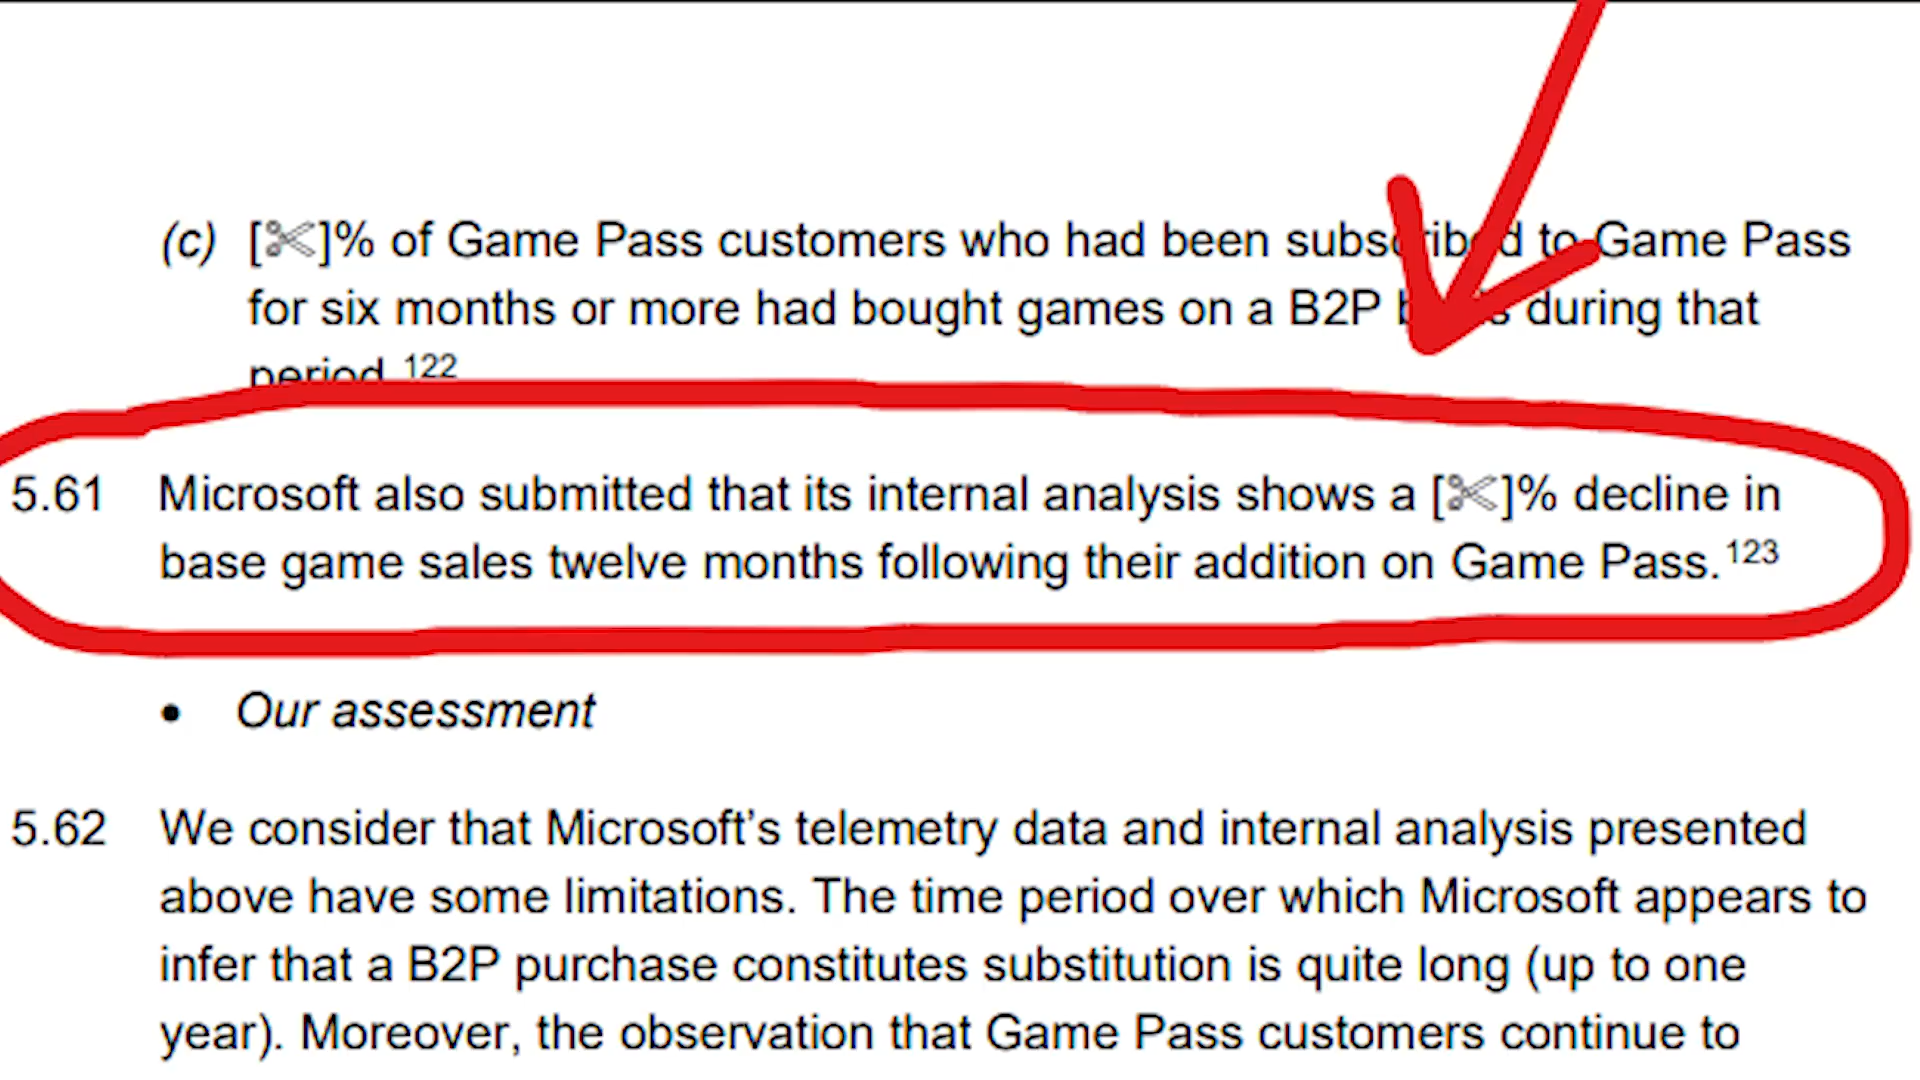 (c) [✂]% of Game Pass customers who had been subscribed to Game Pass
for six months or more had bought games on a B2P during that
period.122
5.61 Microsoft also submitted that its internal analysis shows a [✂]% decline in
base game sales twelve months following their addition on Game Pass.123
• Our assessment
5.62 We consider that Microsoft’s telemetry data and internal analysis presented
above have some limitations. The time period over which Microsoft appears to
infer that a B2P purchase constitutes substitution is quite long (up to one
year). Moreover, the observation that Game Pass customers continue to